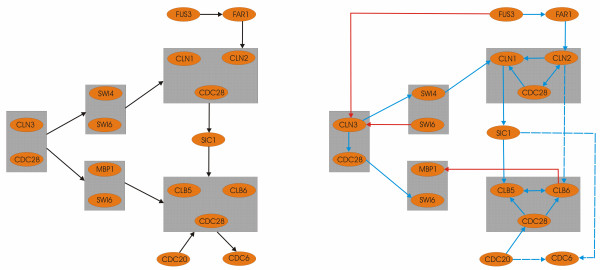 FUS3 FAR1
CLN1 CLN2
CDC28
SWI4
SWI6
CLN3
CDC28
SIC1
MBP1
SWI6
CLB5 CLB6
CDC28
CDC20 CDC6
FUS3 FAR1
CLN1 CLN2
CDC28
SWI4
SWI6
CLN3
CDC28
SIC1
MBP1
SWI6
CLB5 CLB6
CDC28
CDC20 CDC6